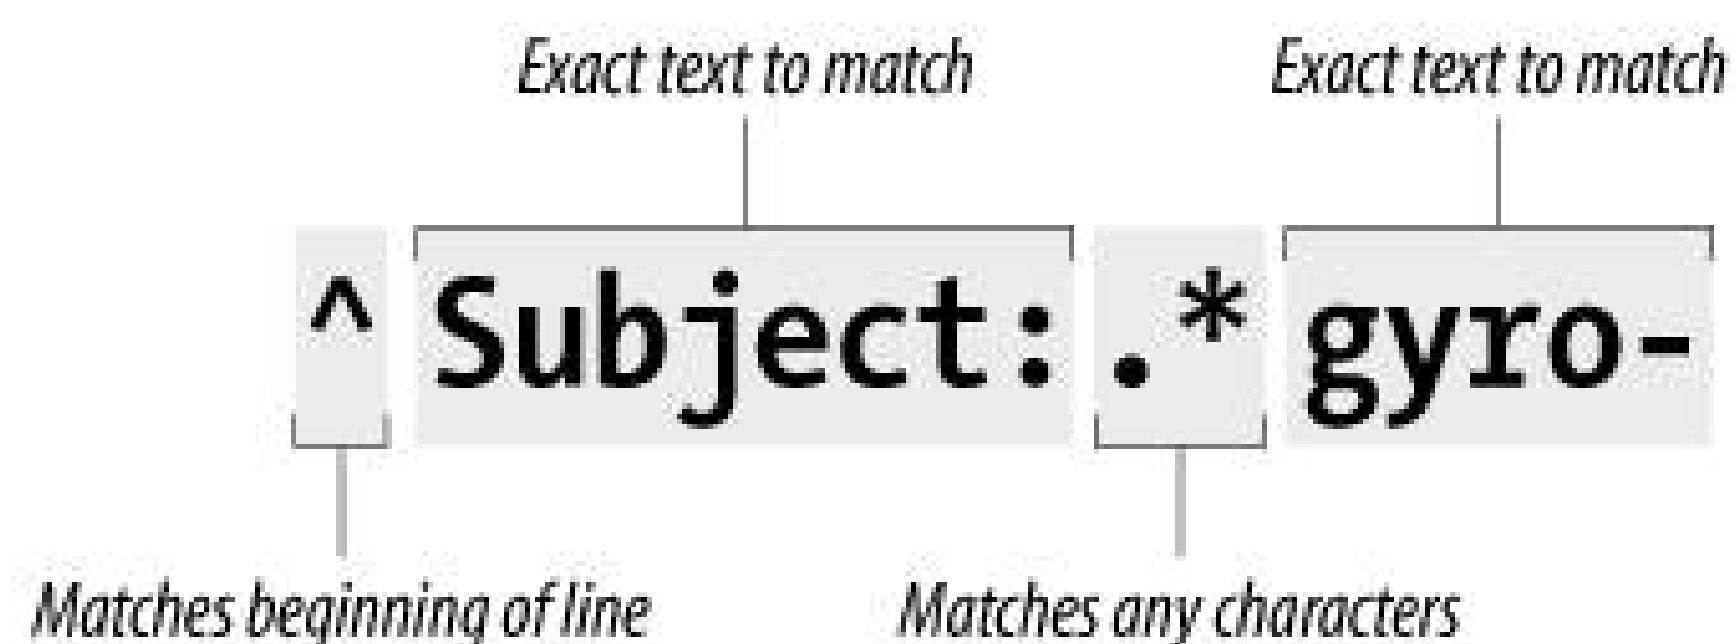 Exact text to match Exact text to match
^Subject:.*gyro-
Matches beginning of line Matches any characters